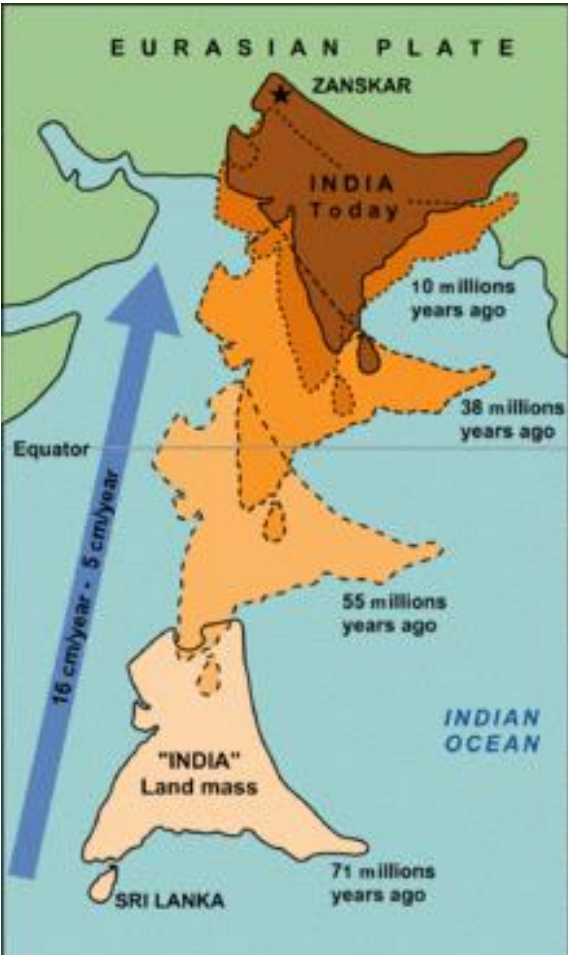 EURASIAN PLATE
ZANSKAR
INDIA
Today
10 millions
years ago
38 millions
years ago
Equator
16 cm/year - 5 cm/year
55 millions
years ago
INDIAN
OCEAN
"INDIA"
Land mass
71 millions
years ago
SRI LANKA